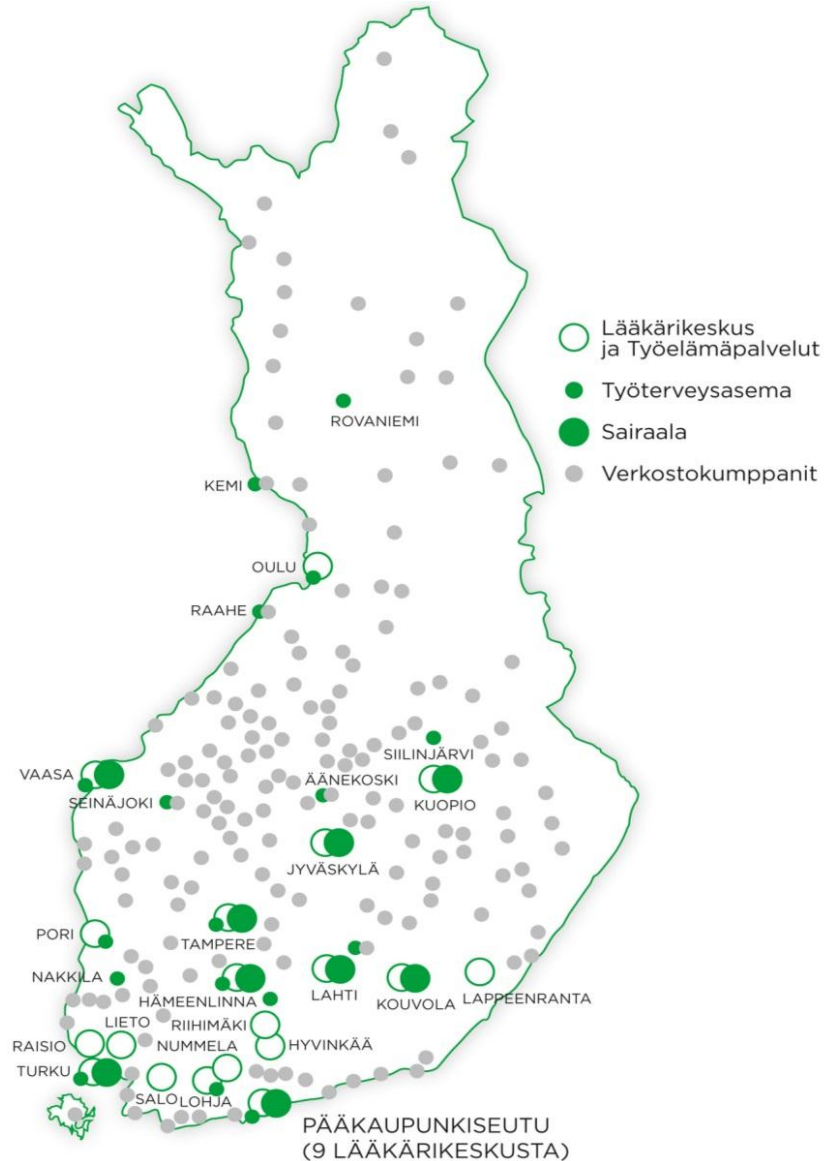 Lääkärikeskus
ja Työelämäpalvelut
Työterveysasema
Sairaala
Verkostokumppanit
ROVANIEMI
KEMI
OULU
RAAHE
SIILINJÄRVI
VAASA
ÄÄNEKOSKI
SEINÄJOKI
KUOPIO
JYVÄSKYLÄ
PORI
TAMPERE
NAKKILA
HÄMEENLINNA
LAHTI
KOUVOLA
LAPPEENRANTA
LIETO
RIIHIMÄKI
RAISIO
NUMMELA
HYVINKÄÄ
TURKU
SALO
LOHJA
PÄÄKAUPUNKISEUTU
(9 LÄÄKÄRIKESKUSTA)